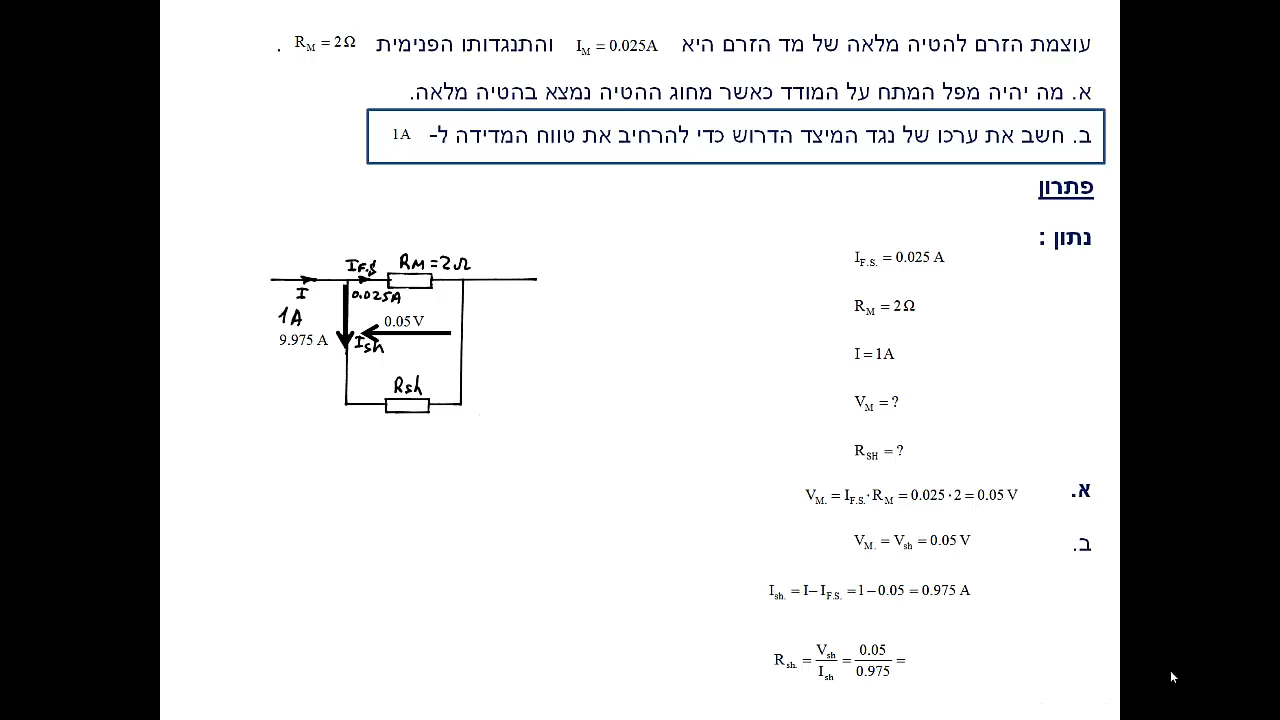 עוצמת הזרם להטיה מלאה של מד הזרם היא I_M = 0.025A והתנגדותו הפנימית R_M = 2Ω .
א. מה יהיה מפל המתח על המודד כאשר מחוג ההטיה נמצא בהטיה מלאה.
ב. חשב את ערכו של נגד המיצד הדרוש כדי להרחיב את טווח המדידה ל- 1A
פתרון
נתון :
I_F.S. = 0.025 A
R_M = 2Ω
I = 1A
V_M = ?
R_SH = ?
א. V_M. = I_F.S. · R_M = 0.025 · 2 = 0.05 V
ב. V_M. = V_sh = 0.05 V
I_sh. = I – I_F.S. = 1 – 0.05 = 0.975 A
R_sh. = V_sh / I_sh = 0.05 / 0.975 =
I_F.S R_M = 2Ω
I 0.025A
1A 0.05 V
9.975 A I_sh
R_sh